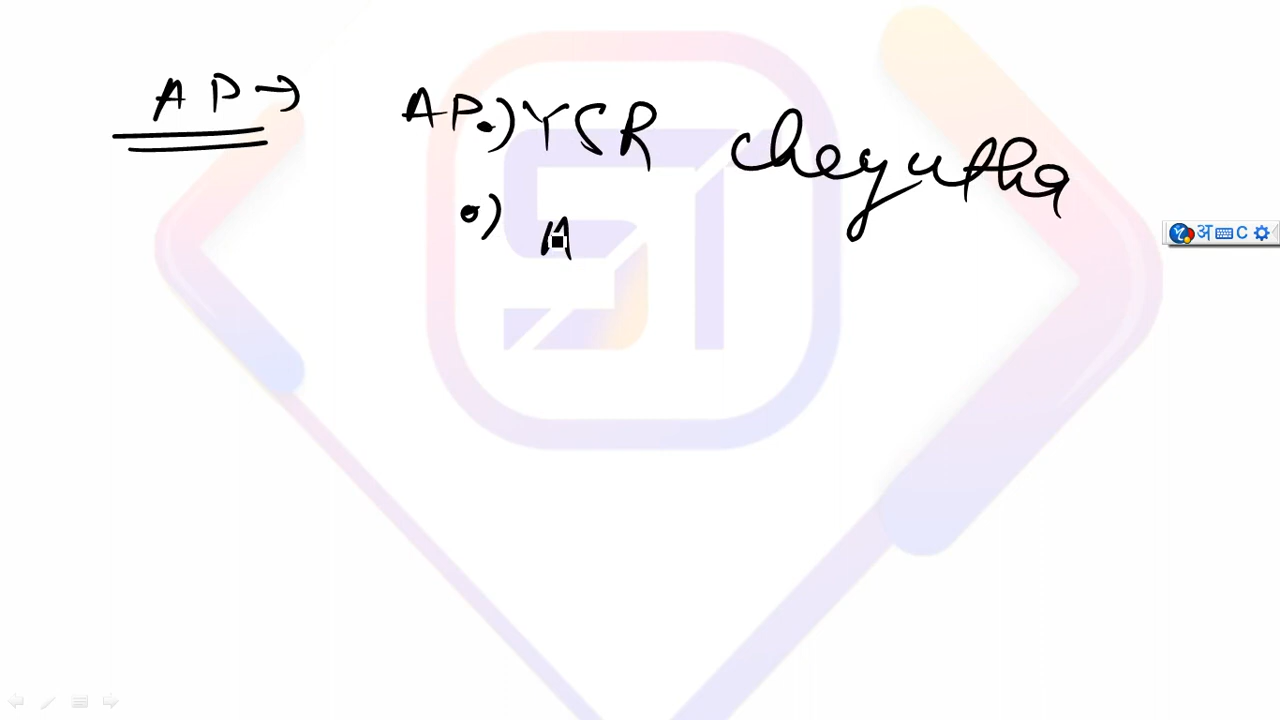 AP → AP •) YSR cheyutha
•) A
अ C